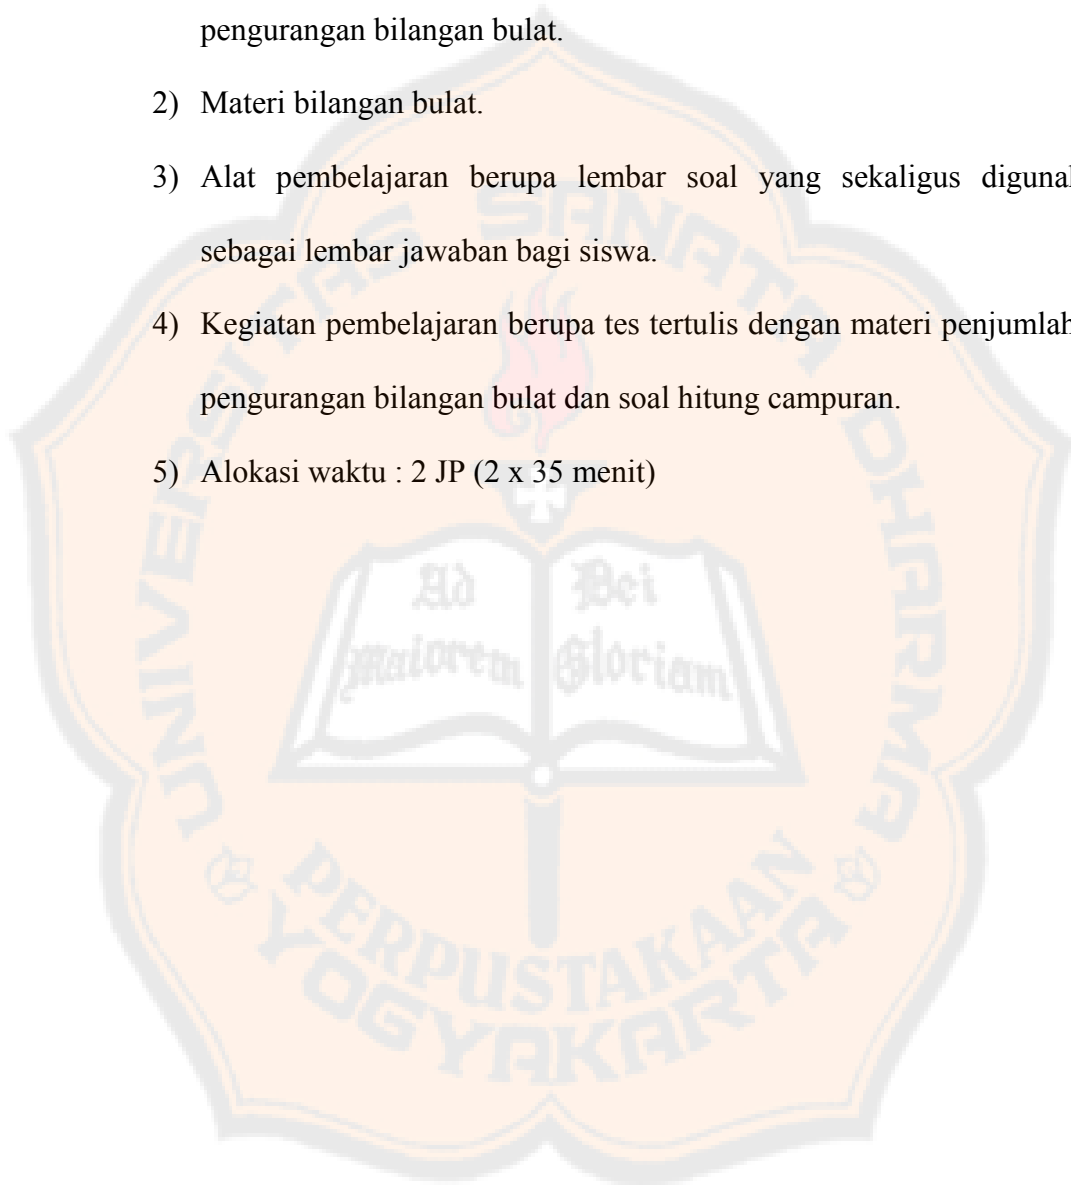 pengurangan bilangan bulat.
2) Materi bilangan bulat.
3) Alat pembelajaran berupa lembar soal yang sekaligus
sebagai lembar jawaban bagi siswa.
4) Kegiatan pembelajaran berupa tes tertulis dengan materi
pengurangan bilangan bulat dan soal hitung campuran.
5) Alokasi waktu : 2 JP (2 x 35 menit)
UNIVERSITAS SANATA DHARMA
Ad Dei
Maiorem Gloriam
PERPUSTAKAAN
YOGYAKARTA